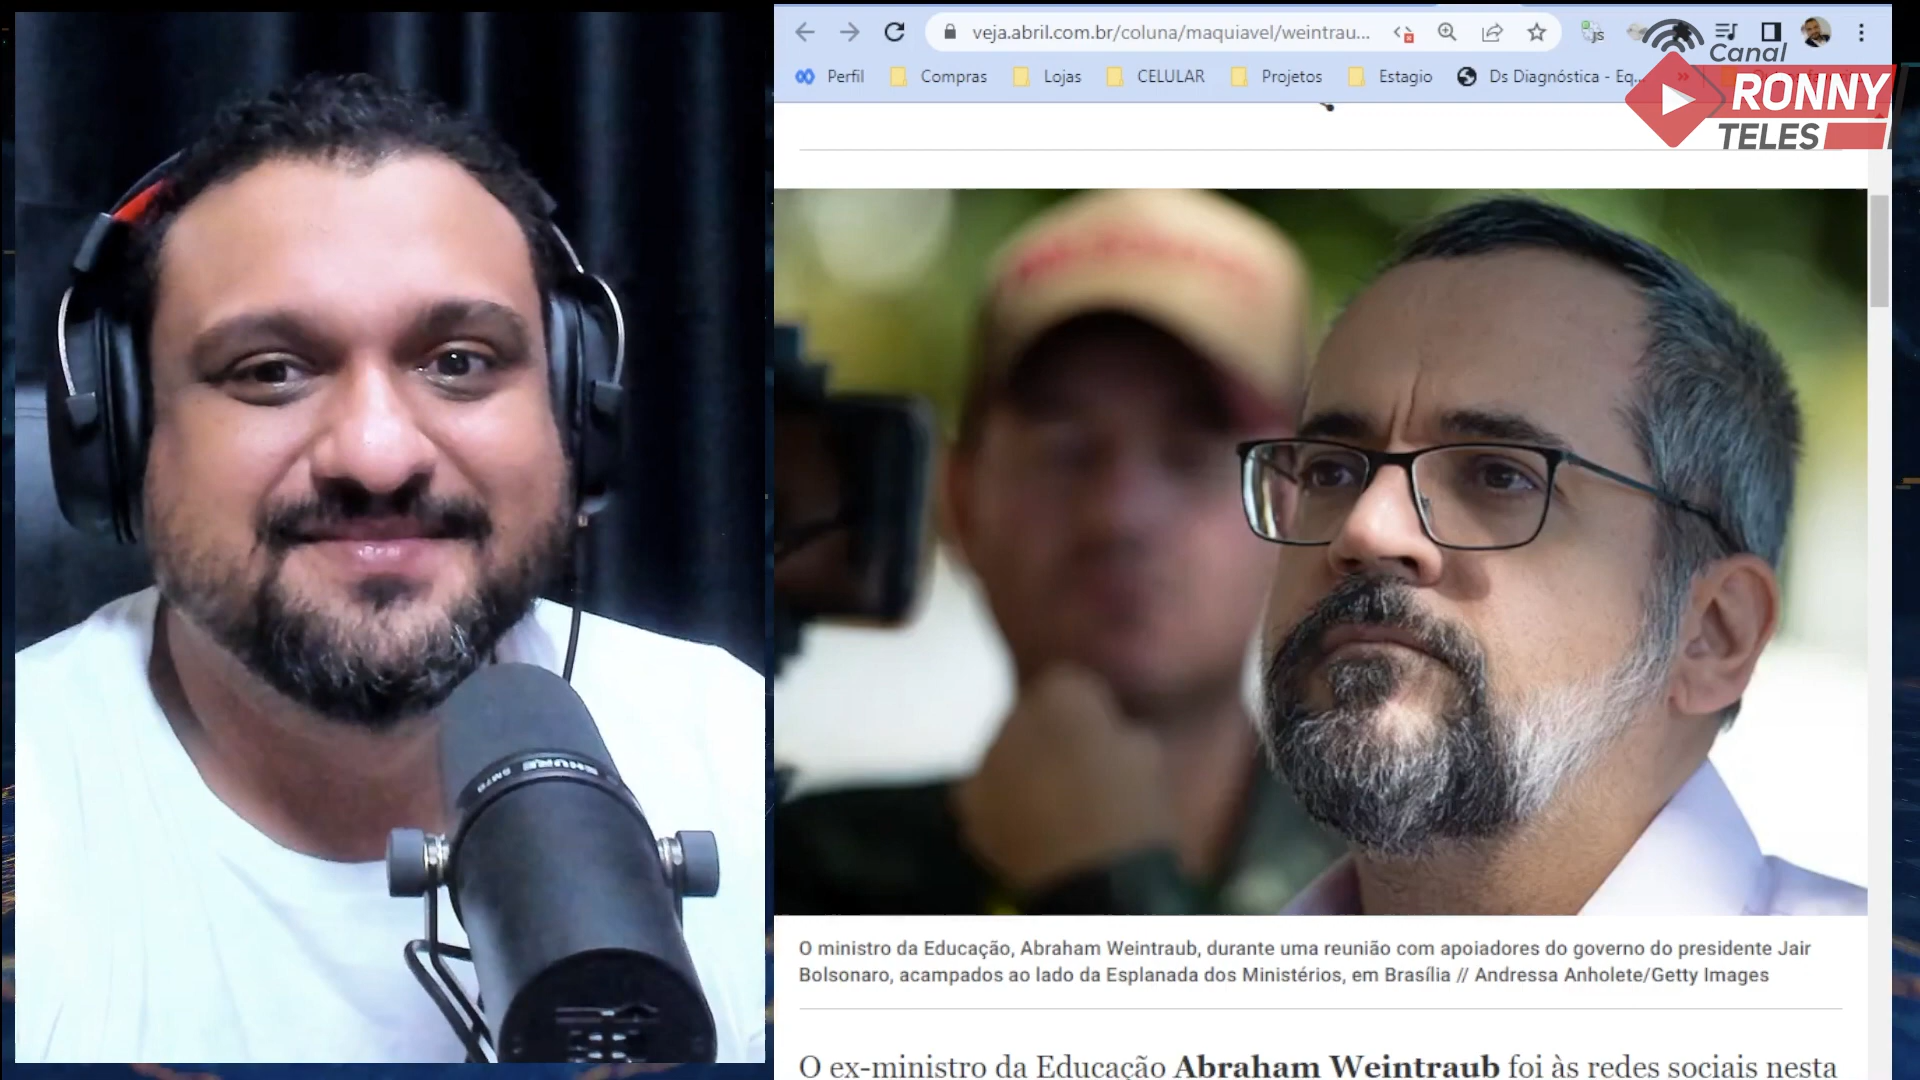 veja.abril.com.br/coluna/maquiavel/weintrau...
Perfil
Compras
Lojas
CELULAR
Projetos
Estagio
Ds Diagnóstica - Eq...
Canal
RONNY
TELES
SHURE SM7B
O ministro da Educação, Abraham Weintraub, durante uma reunião com apoiadores do governo do presidente Jair
Bolsonaro, acampados ao lado da Esplanada dos Ministérios, em Brasília // Andressa Anholete/Getty Images
O ex-ministro da Educação Abraham Weintraub foi às redes sociais nesta